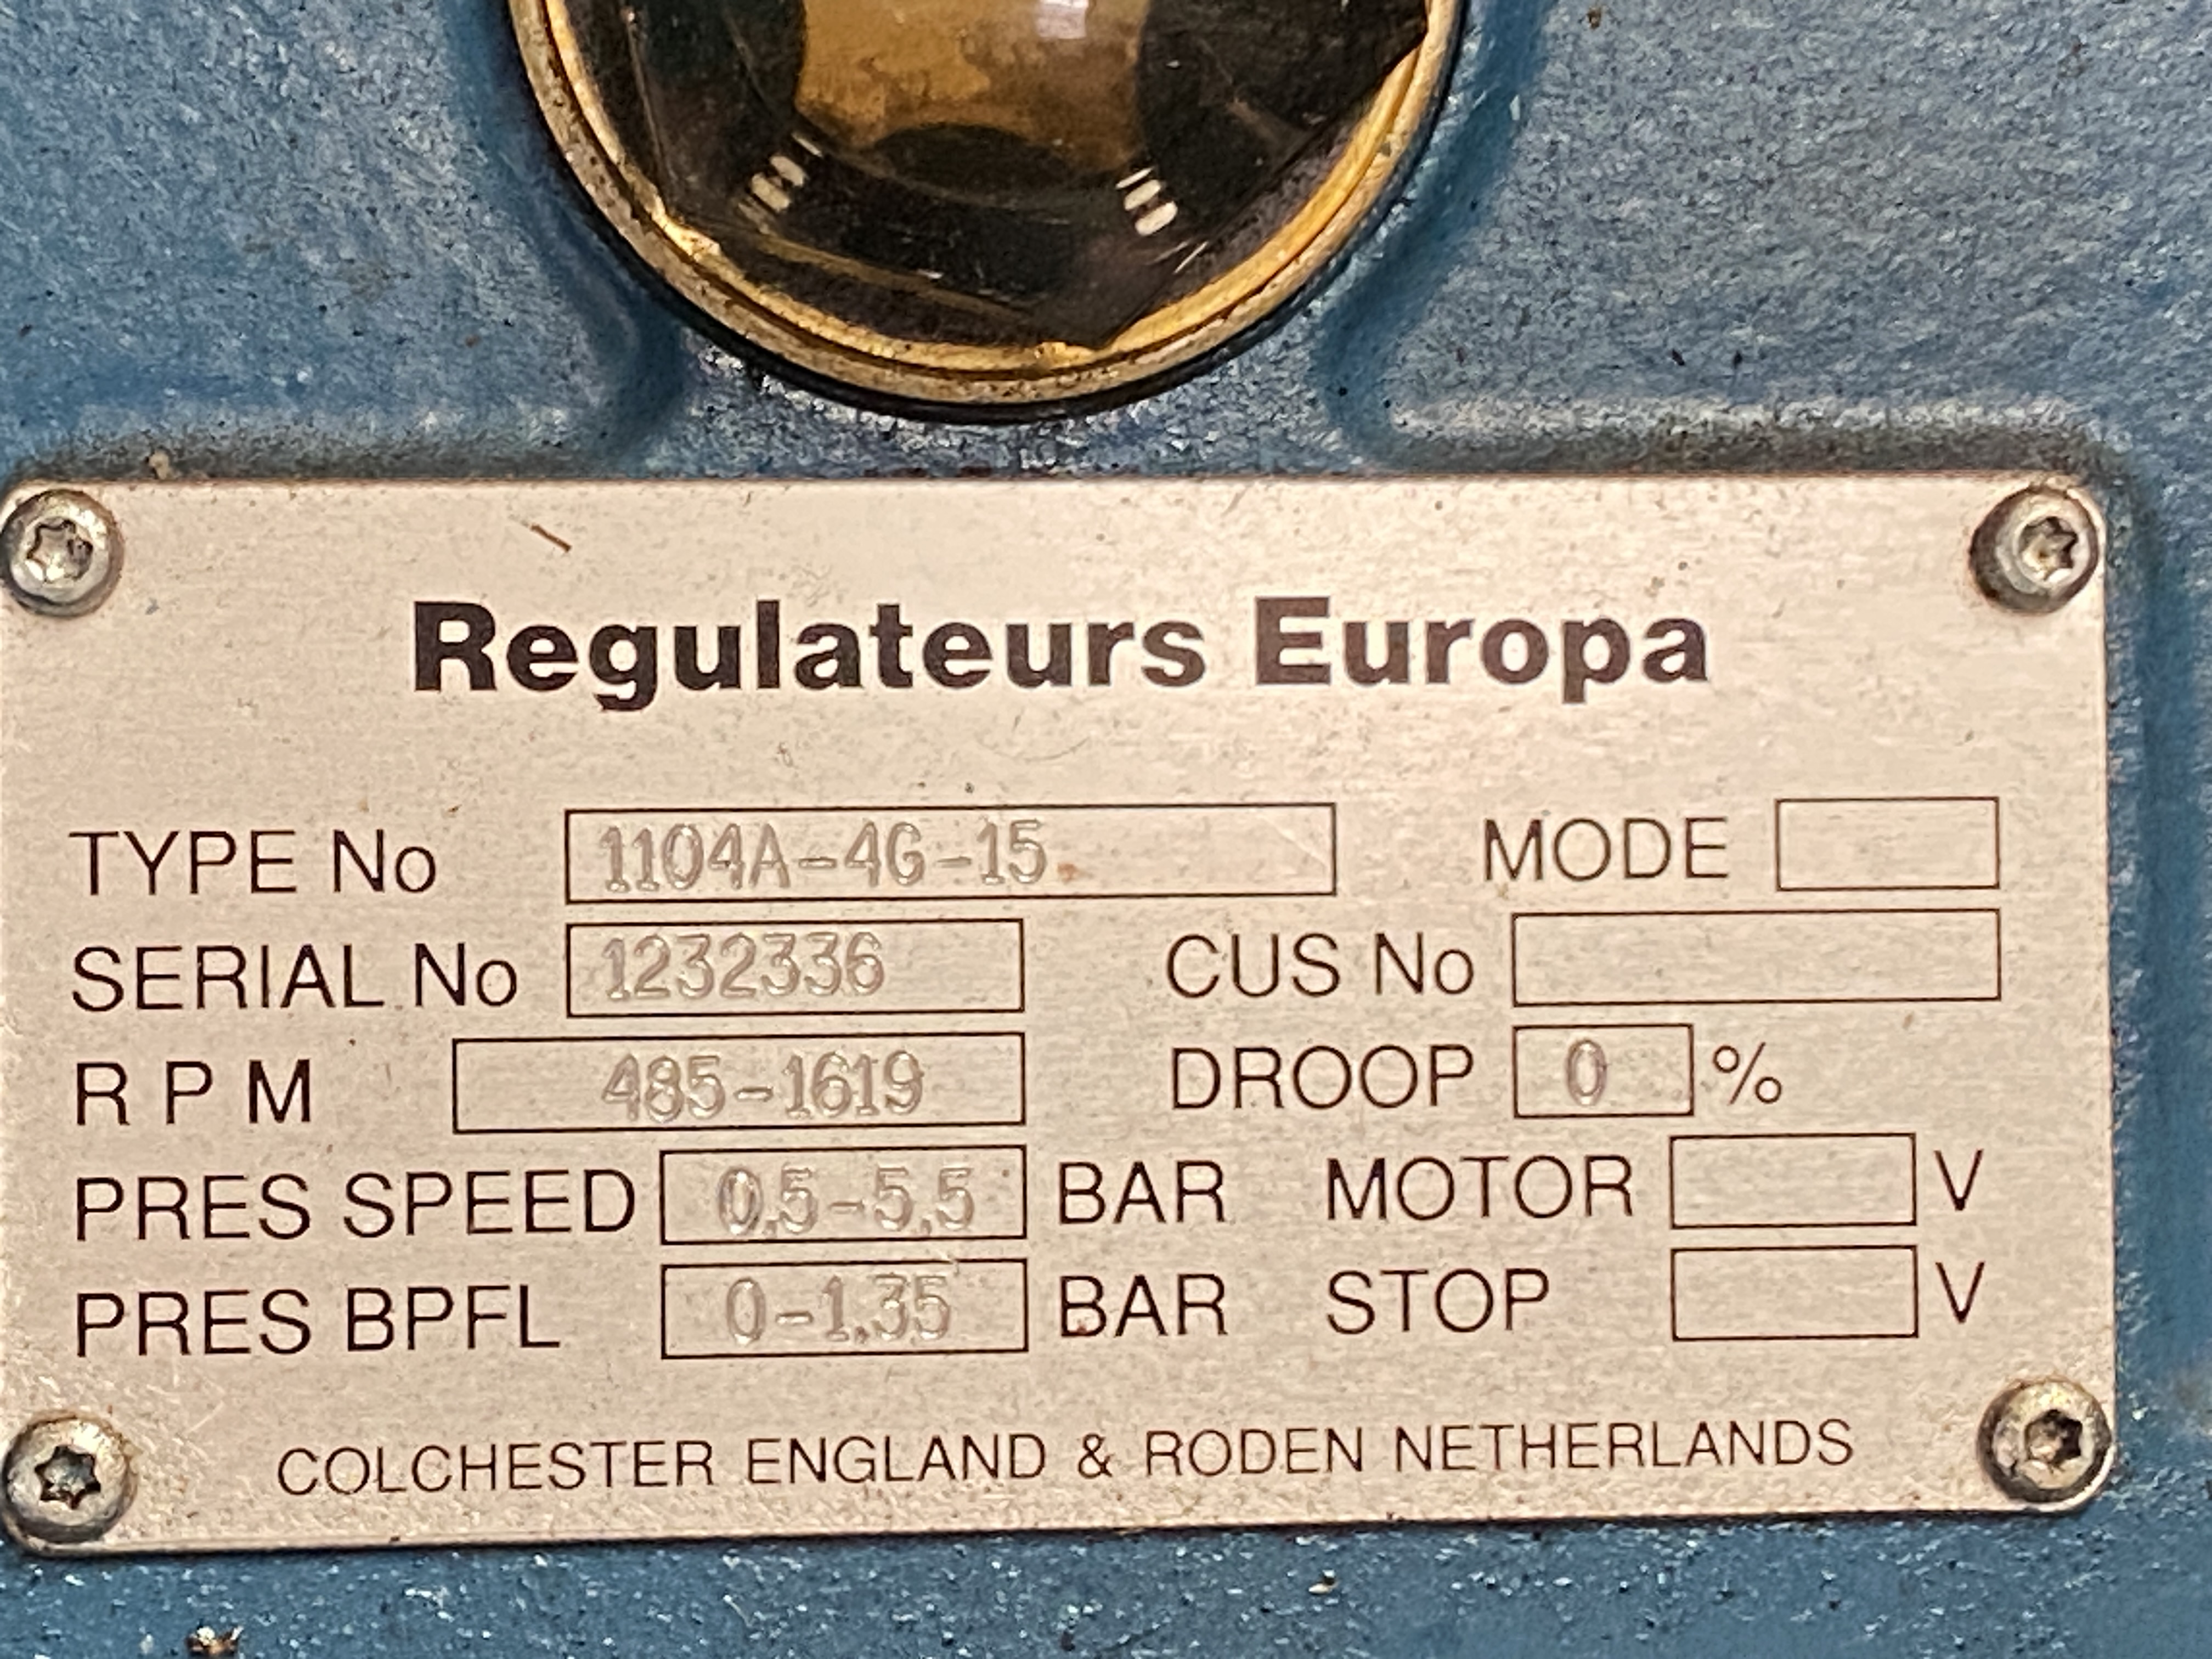 Regulateurs Europa
TYPE No 1104A-4G-15 MODE
SERIAL No 1232336 CUS No
R P M 485-1619 DROOP 0 %
PRES SPEED 0.5-5.5 BAR MOTOR V
PRES BPFL 0-1.35 BAR STOP V
COLCHESTER ENGLAND & RODEN NETHERLANDS